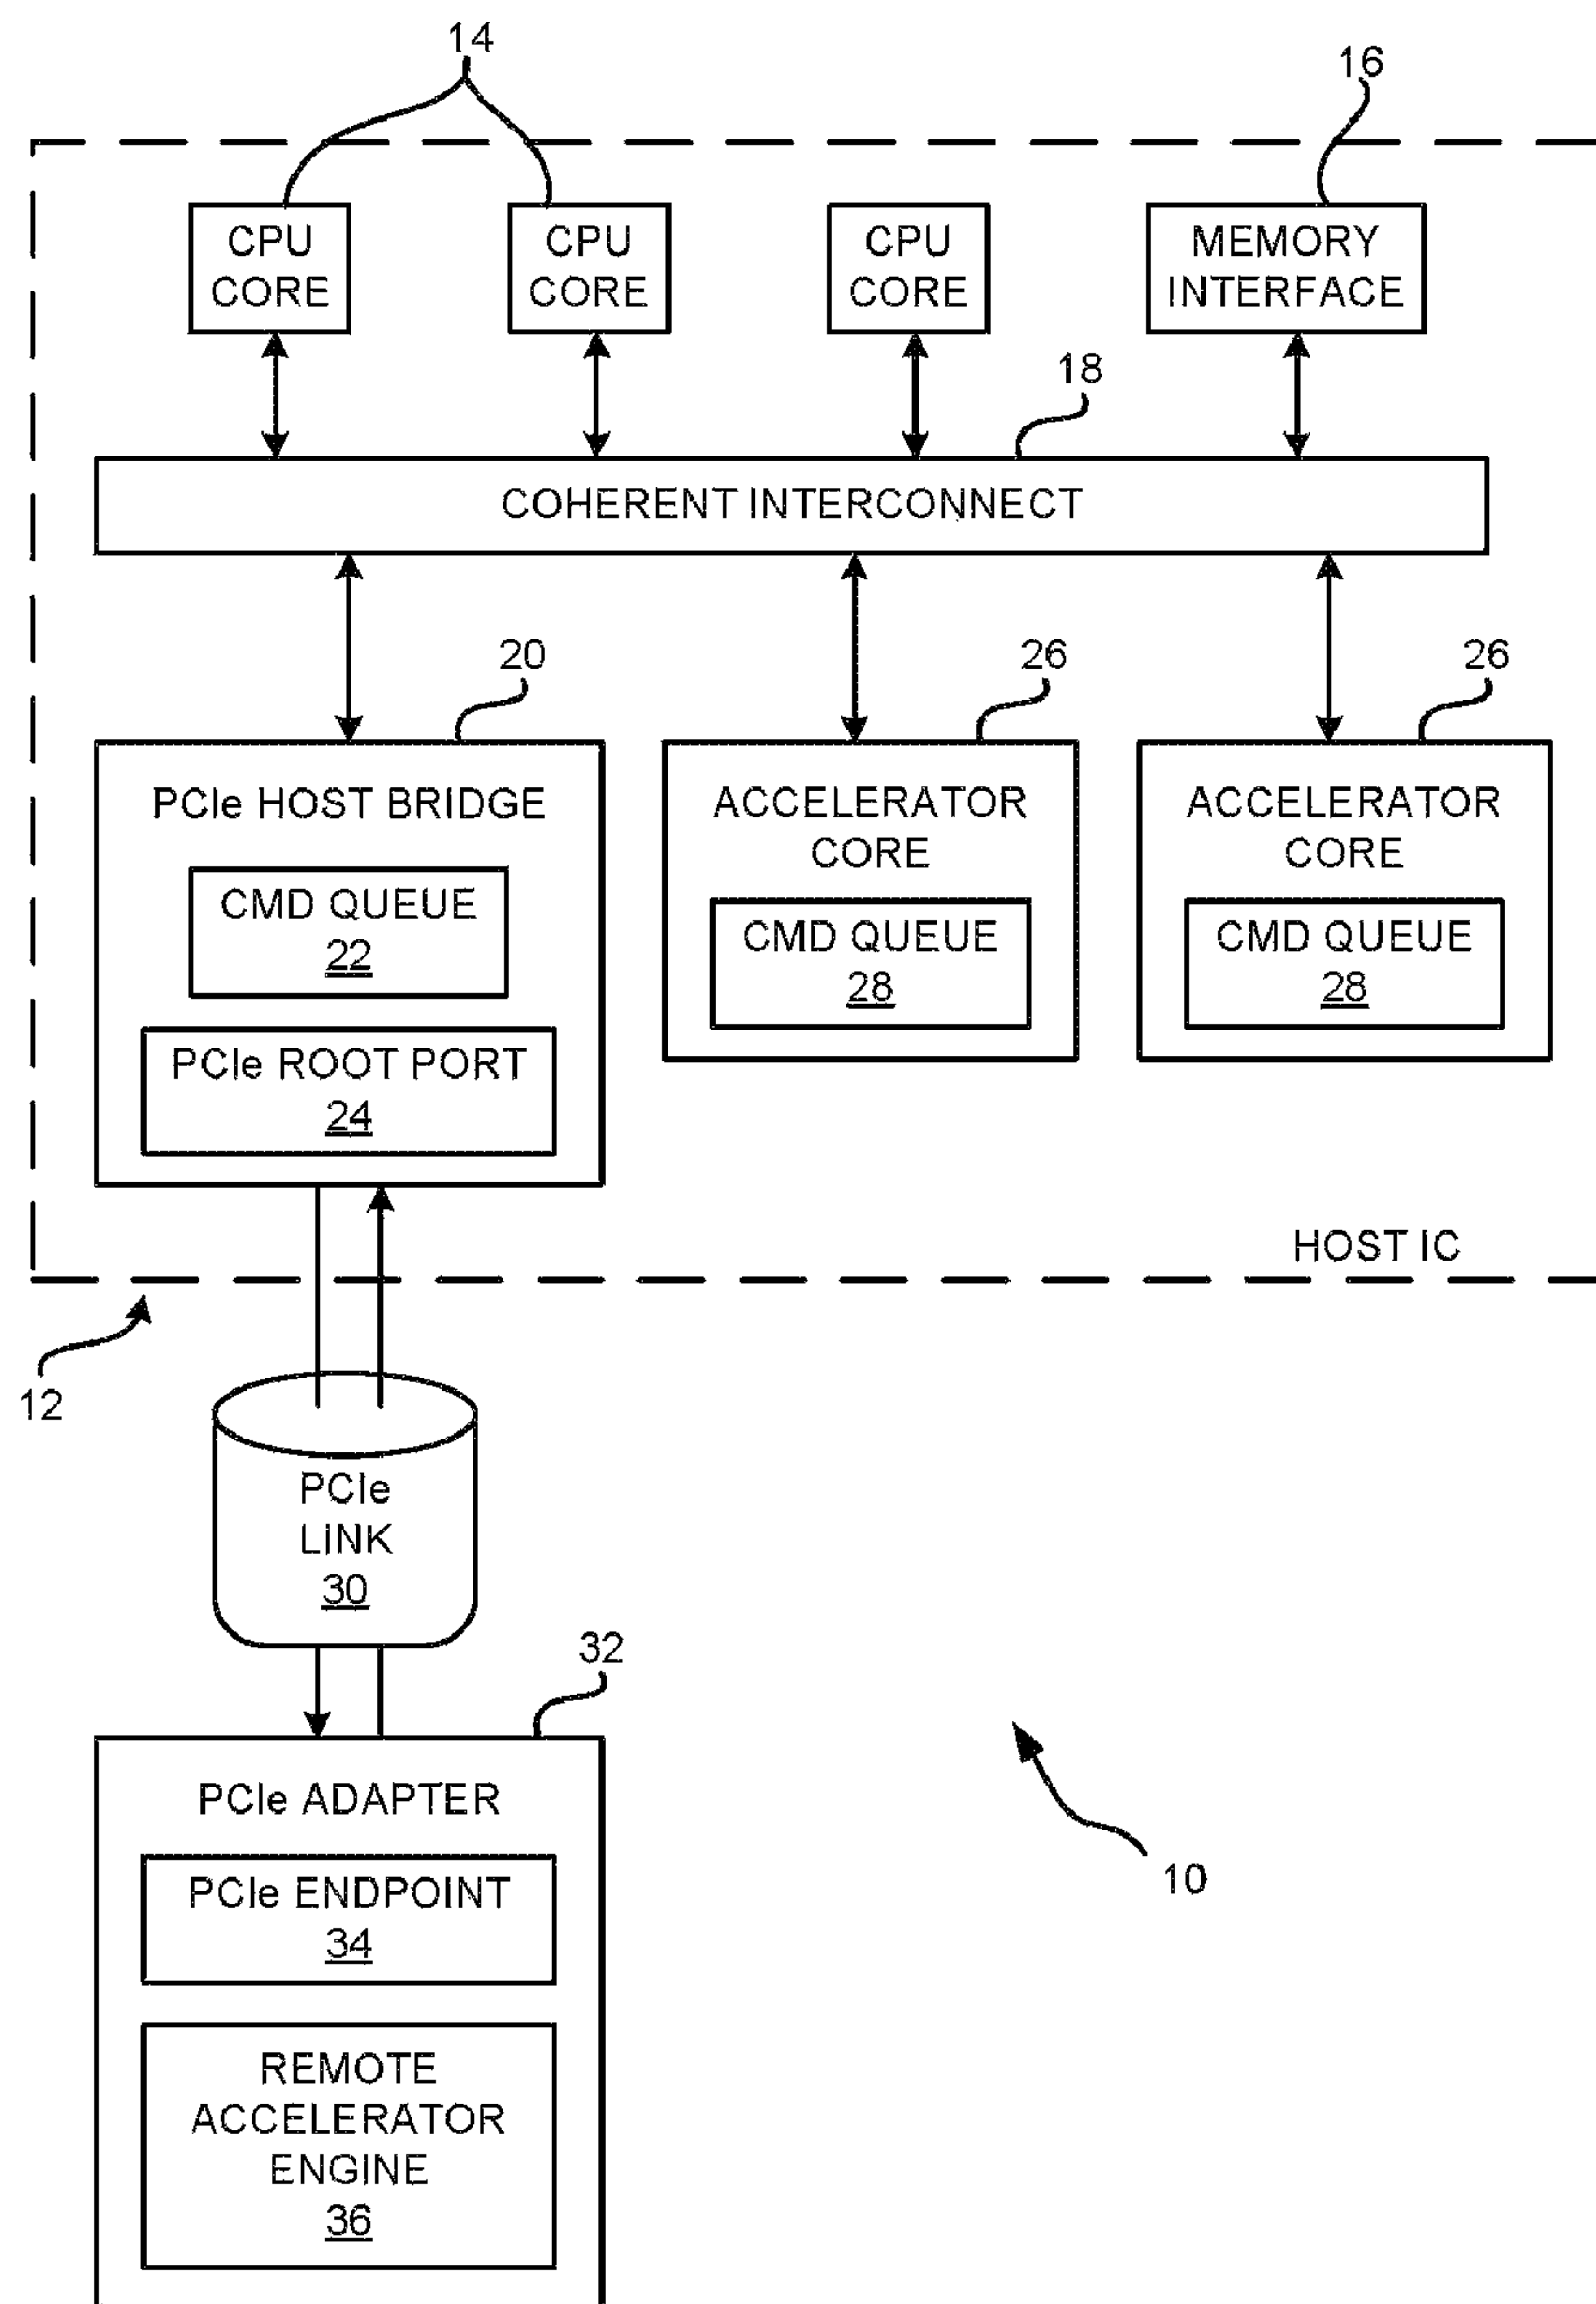 14
16
CPU
CORE
CPU
CORE
CPU
CORE
MEMORY
INTERFACE
18
COHERENT INTERCONNECT
20
26
26
PCIe HOST BRIDGE
CMD QUEUE
22
PCIe ROOT PORT
24
ACCELERATOR
CORE
CMD QUEUE
28
ACCELERATOR
CORE
CMD QUEUE
28
HOST IC
12
PCIe
LINK
30
32
PCIe ADAPTER
PCIe ENDPOINT
34
REMOTE
ACCELERATOR
ENGINE
36
10